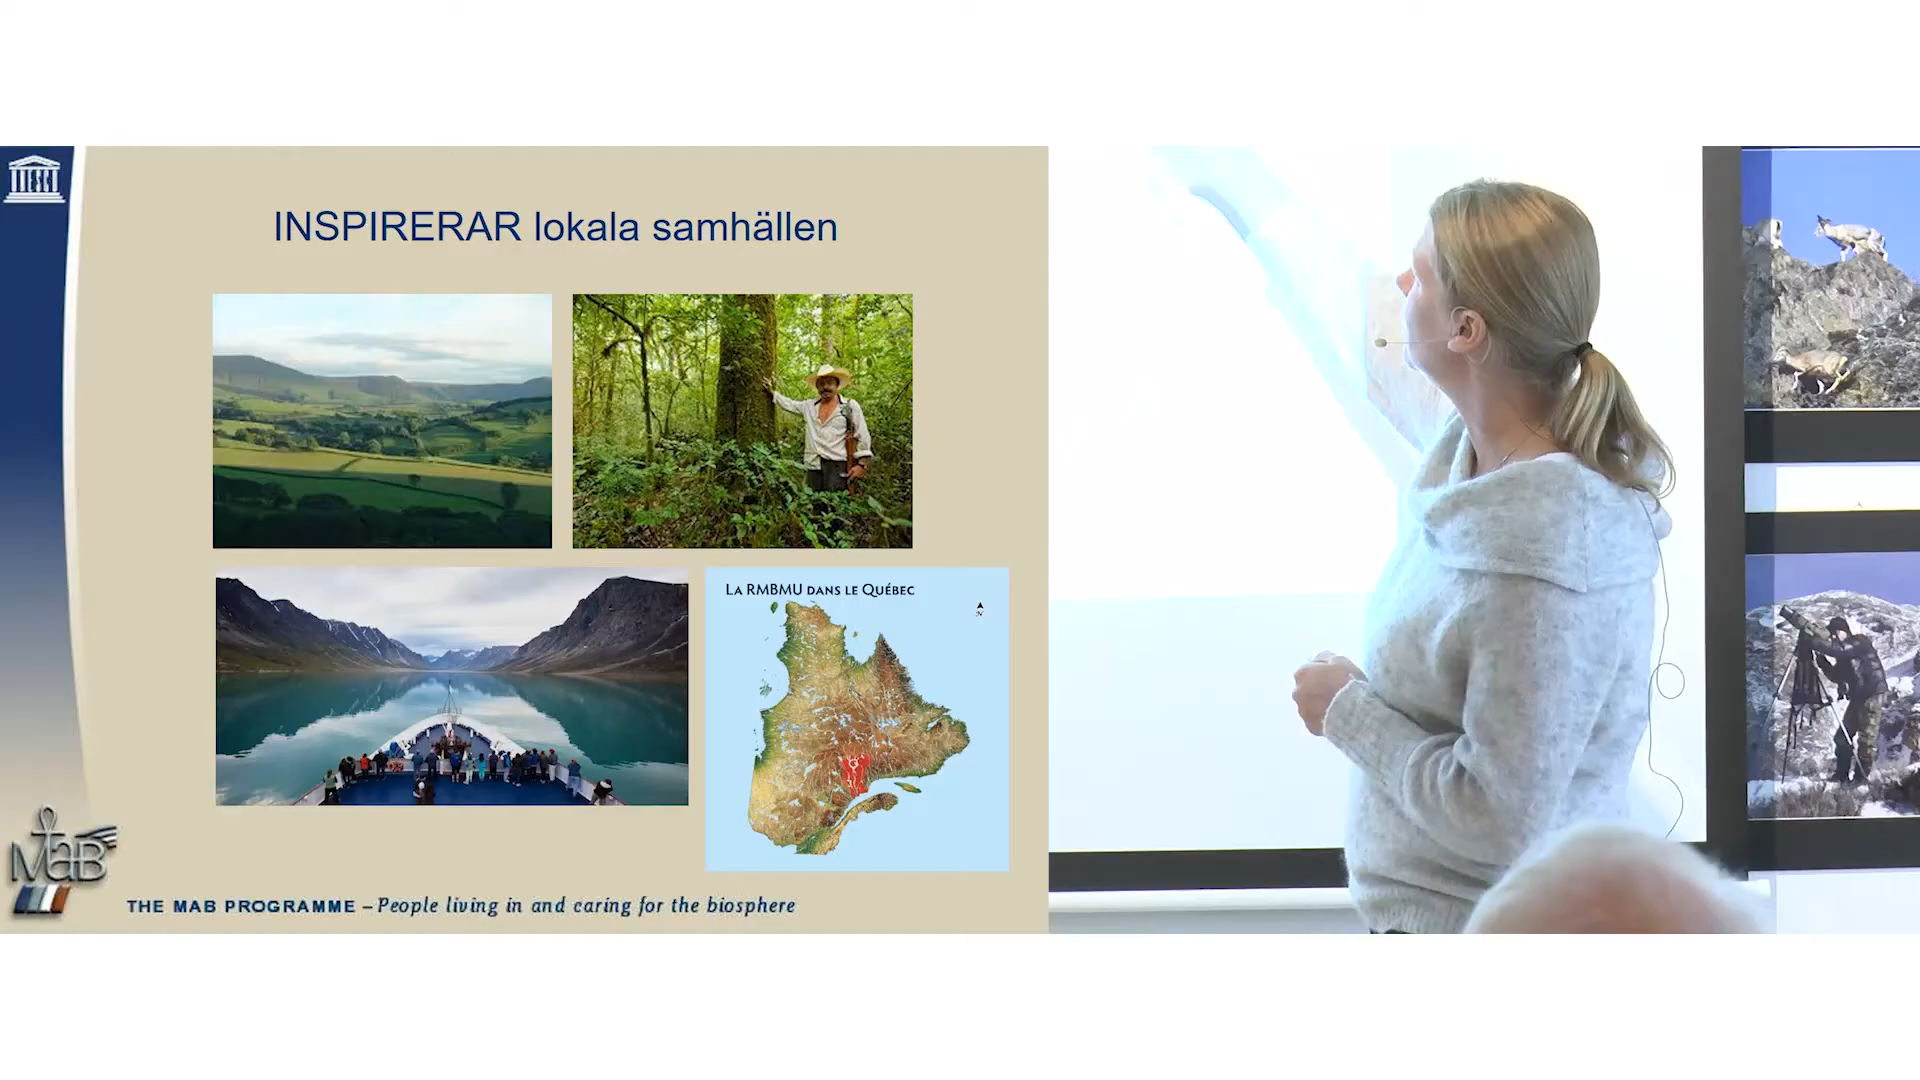 UNESCO
INSPIRERAR lokala samhällen
LA RMBMU DANS LE QUÉBEC
N
MaB
THE MAB PROGRAMME – People living in and caring for the biosphere